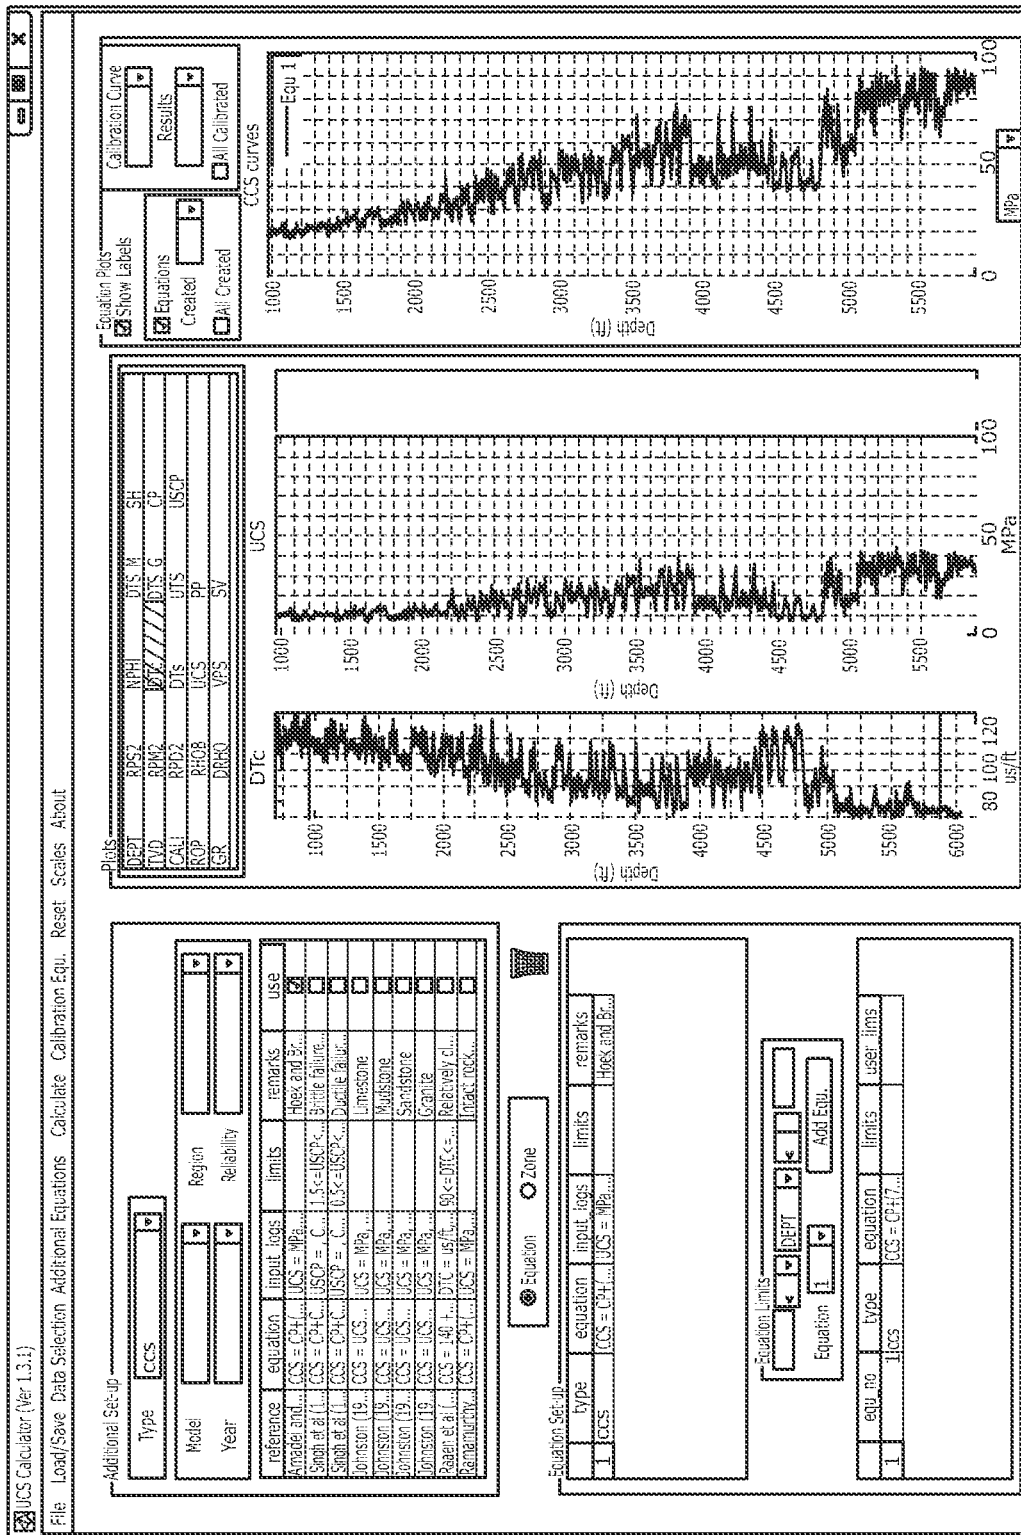 UCS Calculator (Ver 1.3.1)
File Load/Save Data Selection Additional Equations Calculate Calibration Equ. Reset Scales About
Additional Set-up
Type
CCS
Model
Region
Year
Reliability
reference equation input logs limits remarks use
Amadei and... CCS = CP+(... UCS = MPa,... Hoek and Br...
Singh et al (1... CCS = CP+C... USCP = , C... 1.5<=USCP<... Brittle failure...
Singh et al (1... CCS = CP+C... USCP = , C... 0.5<=USCP<... Ductile failur...
Johnston (19... CCS = UCS... UCS = MPa,... Limestone
Johnston (19... CCS = UCS... UCS = MPa,... Mudstone
Johnston (19... CCS = UCS... UCS = MPa,... Sandstone
Johnston (19... CCS = UCS... UCS = MPa,... Granite
Raaen et al (... CCS = 140 +... DTC = us/ft,... 90<=DTC<=... Relatively cl...
Ramamurthy... CCS = CP+(... UCS = MPa,... Intact rock...
Equation
Zone
Equation Set-up
type equation input logs limits remarks
1 CCS CCS = CP+(... UCS = MPa,... Hoek and Br...
Equation Limits
< DEPT <
Equation 1
Add Equ.
equ_no type equation limits user_lims
1 1 CCS CCS = CP+(7...
Plots
DEPT RPS2 NPHI DTS_M SH
TVD RPM2 DTC DTS_G CP
CALI RPD2 DTs UTS USCP
ROP RHOB UCS PP
GR DRHO VPS SV
DTc
Depth (ft)
1000
1500
2000
2500
3000
3500
4000
4500
5000
5500
6000
80 100 120
us/ft
UCS
Depth (ft)
1000
1500
2000
2500
3000
3500
4000
4500
5000
5500
0 50 100
MPa
Equation Plots
Show Labels
Equations
Created
All Created
Calibration Curve
Results
All Calibrated
CCS curves
Equ 1
Depth (ft)
1000
1500
2000
2500
3000
3500
4000
4500
5000
5500
0 50 100
MPa